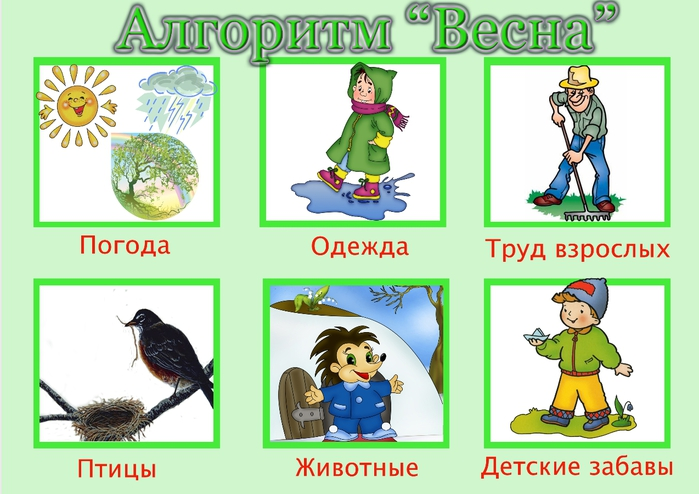 Алгоритм “Весна”
Погода
Одежда
Труд взрослых
Птицы
Животные
Детские забавы